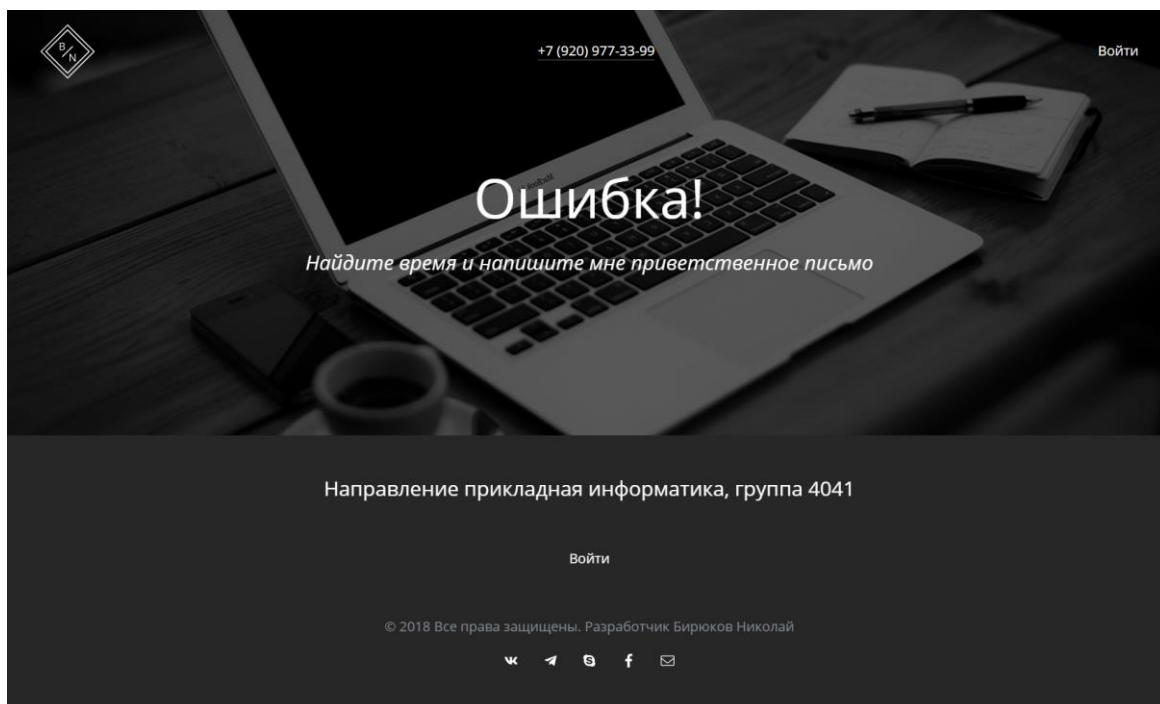 B
N
+7 (920) 977-33-99
Войти
Ошибка!
Найдите время и напишите мне приветственное письмо
MacBook
Направление прикладная информатика, группа 4041
Войти
© 2018 Все права защищены. Разработчик Бирюков Николай